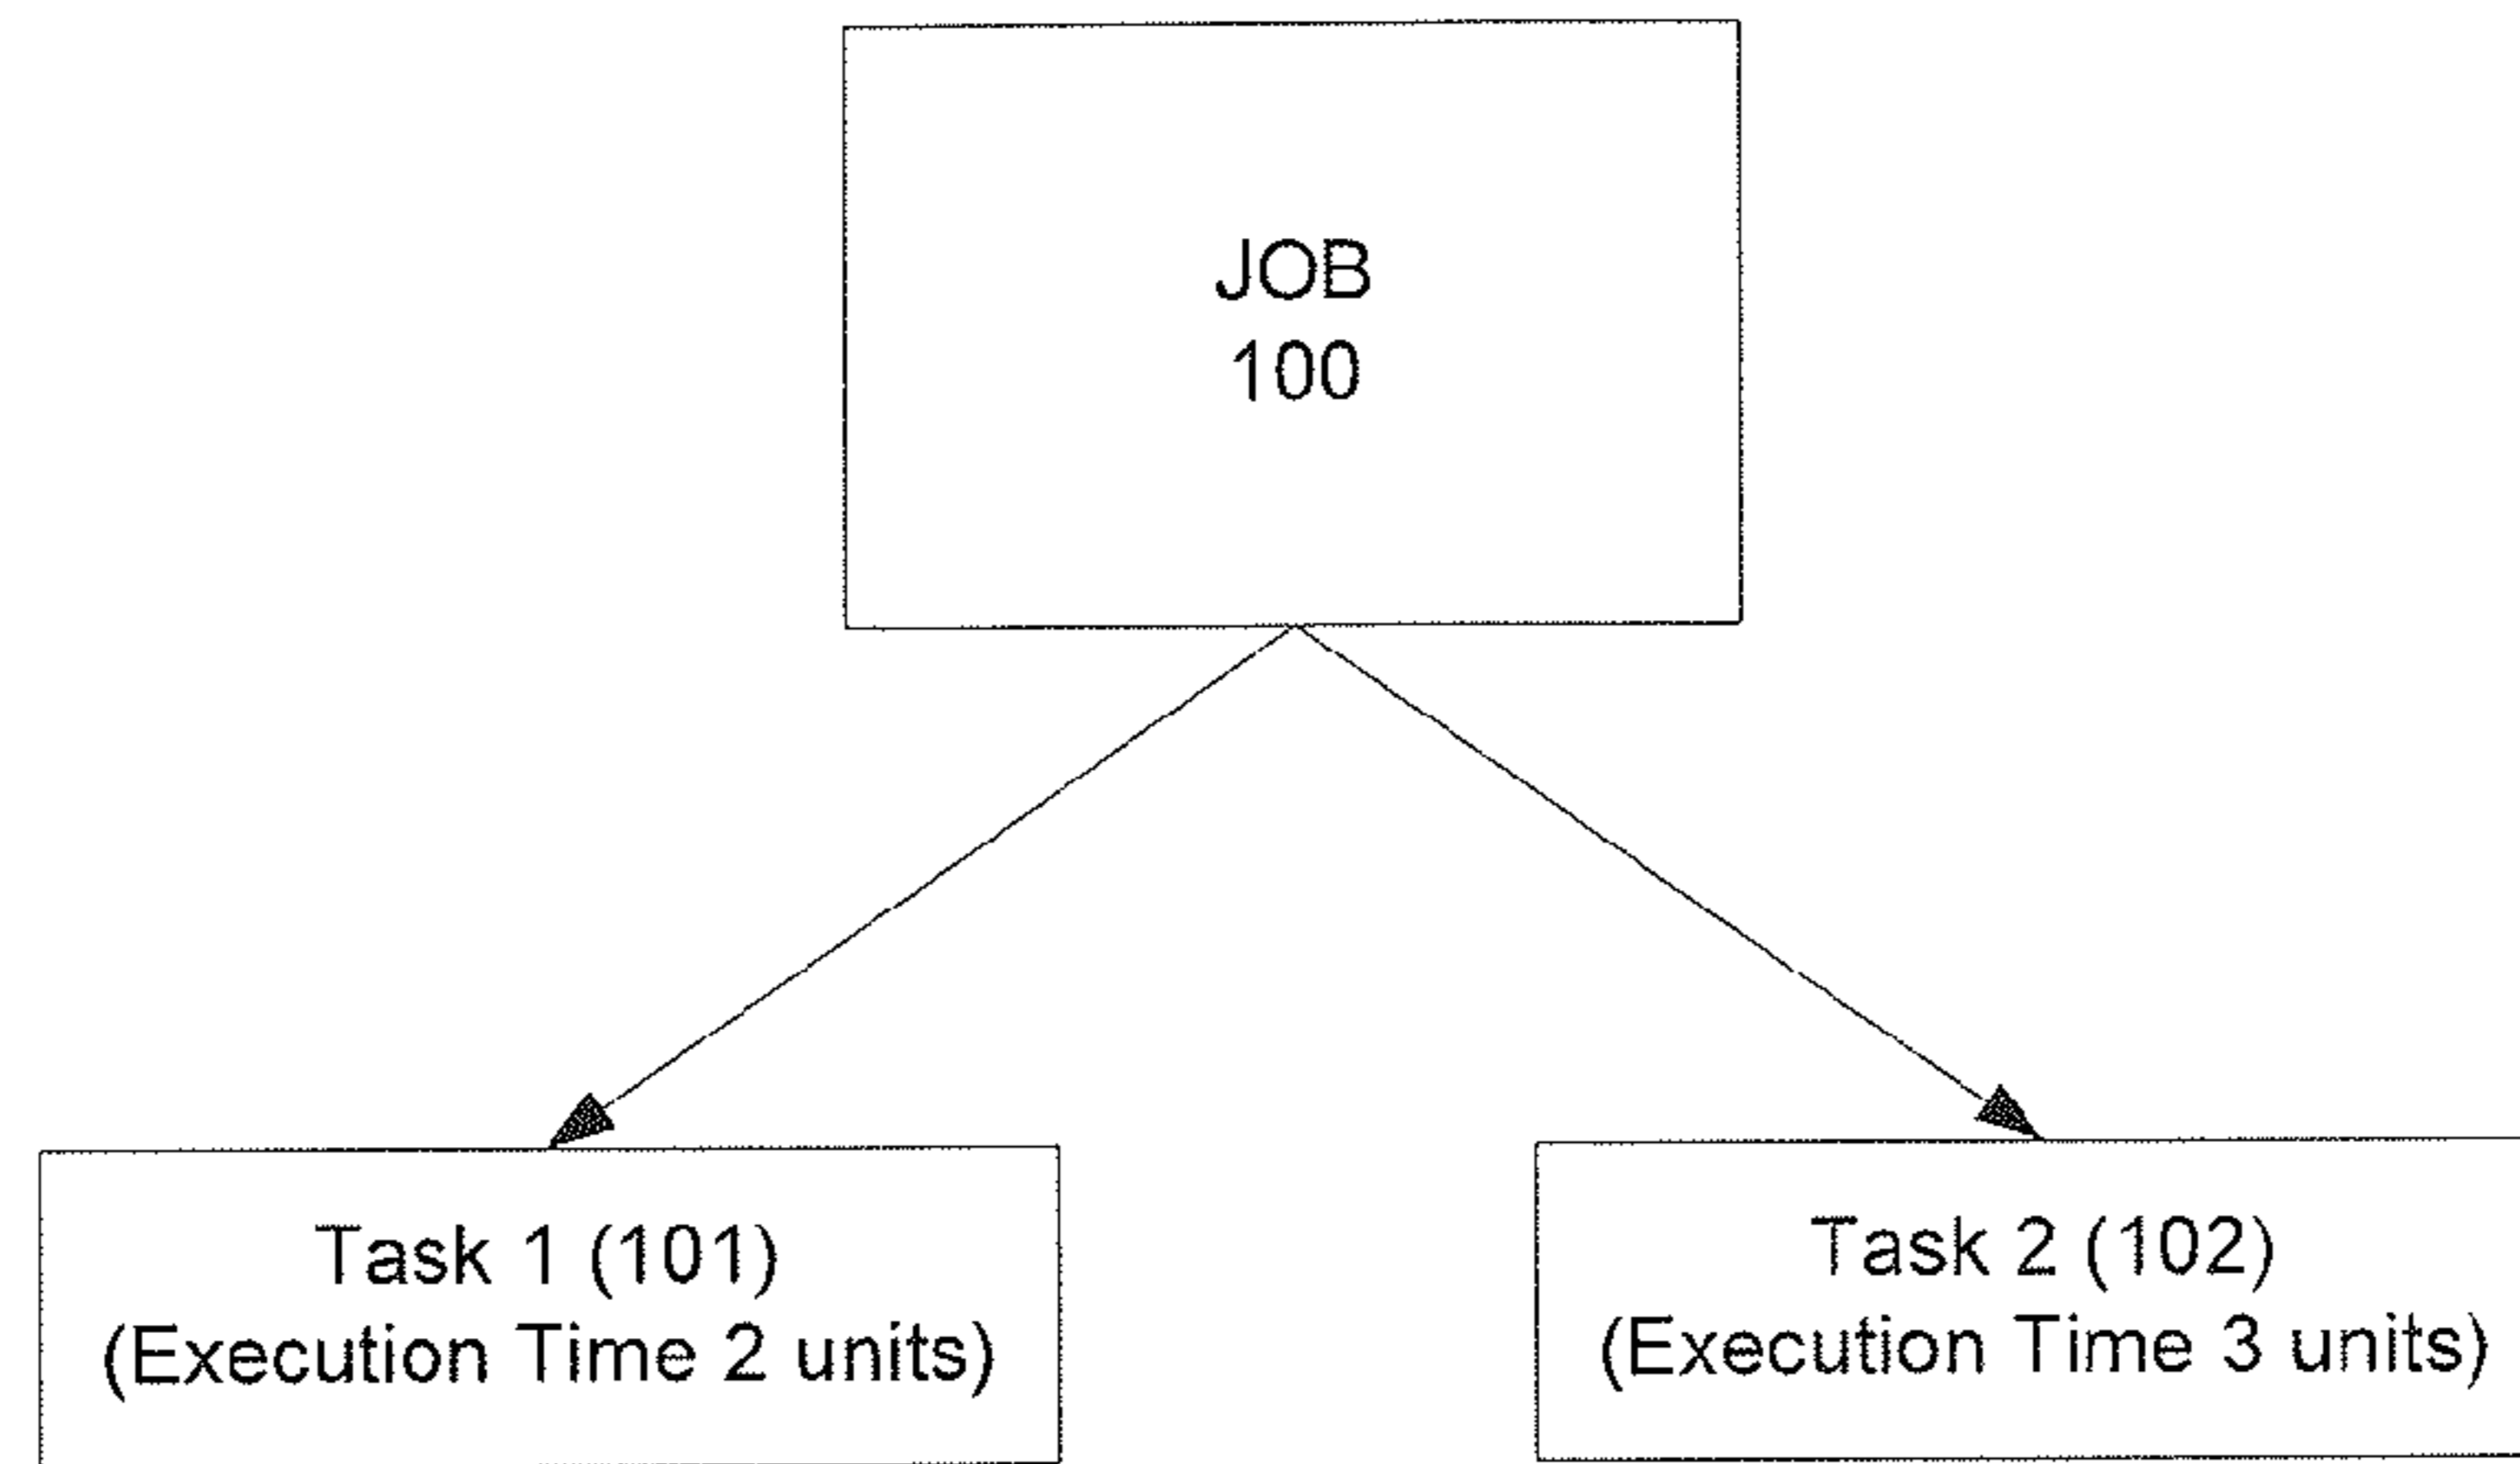 JOB
100
Task 1 (101)
(Execution Time 2 units)
Task 2 (102)
(Execution Time 3 units)